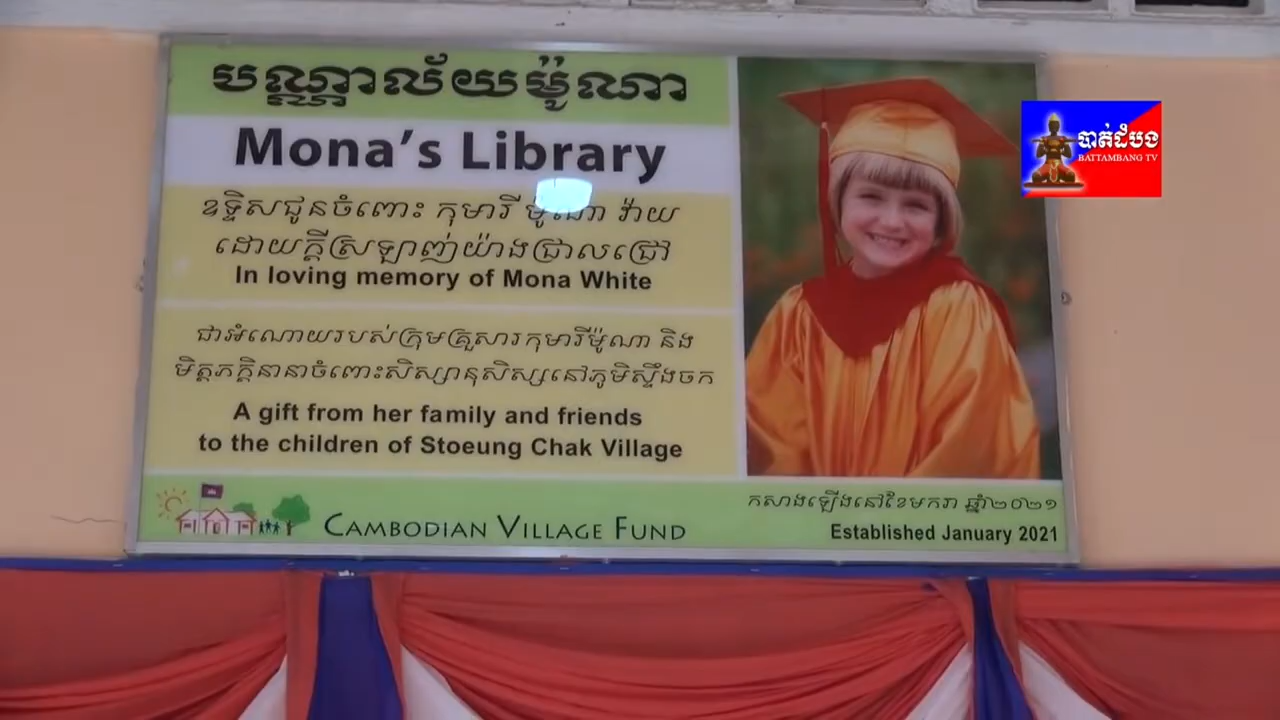 បណ្ណាល័យម៉ូណា
Mona's Library
ឧទ្ទិសជូនចំពោះ កុមារី ម៉ូណា វ៉ាយ
ដោយក្តីស្រឡាញ់យ៉ាងជ្រាលជ្រៅ
In loving memory of Mona White
ជាអំណោយរបស់ក្រុមគ្រួសារកុមារីម៉ូណា និង
មិត្តភក្តិនានាចំពោះសិស្សានុសិស្សនៅភូមិស្ទឹងចក
A gift from her family and friends
to the children of Stoeung Chak Village
CAMBODIAN VILLAGE FUND
កសាងឡើងនៅខែមករា ឆ្នាំ២០២១
Established January 2021
បាត់ដំបង
BATTAMBANG TV